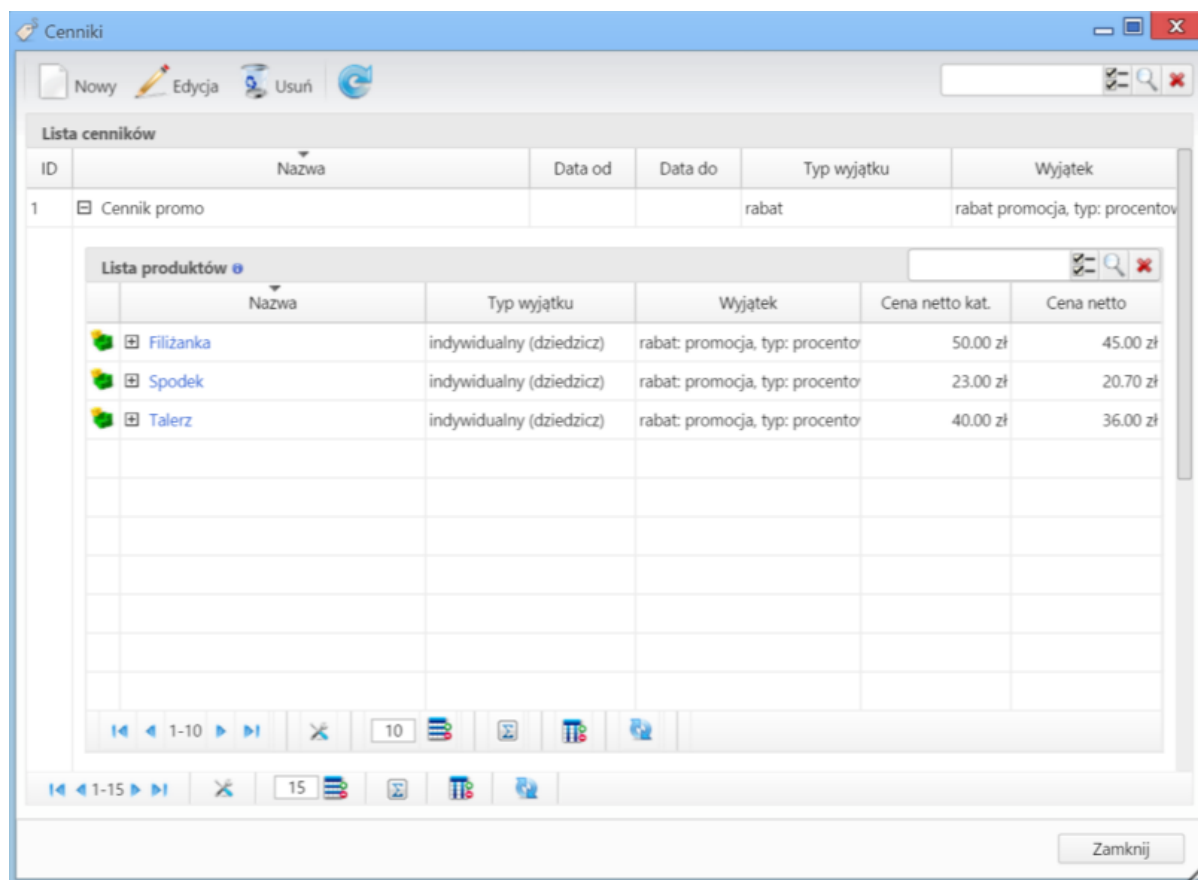 Cenniki
Nowy Edycja Usuń
Lista cenników
ID Nazwa Data od Data do Typ wyjątku Wyjątek
1 Cennik promo rabat rabat promocja, typ: procentow
Lista produktów
Nazwa Typ wyjątku Wyjątek Cena netto kat. Cena netto
Filiżanka indywidualny (dziedzicz) rabat: promocja, typ: procento 50.00 zł 45.00 zł
Spodek indywidualny (dziedzicz) rabat: promocja, typ: procento 23.00 zł 20.70 zł
Talerz indywidualny (dziedzicz) rabat: promocja, typ: procento 40.00 zł 36.00 zł
1-10 10
1-15 15
Zamknij